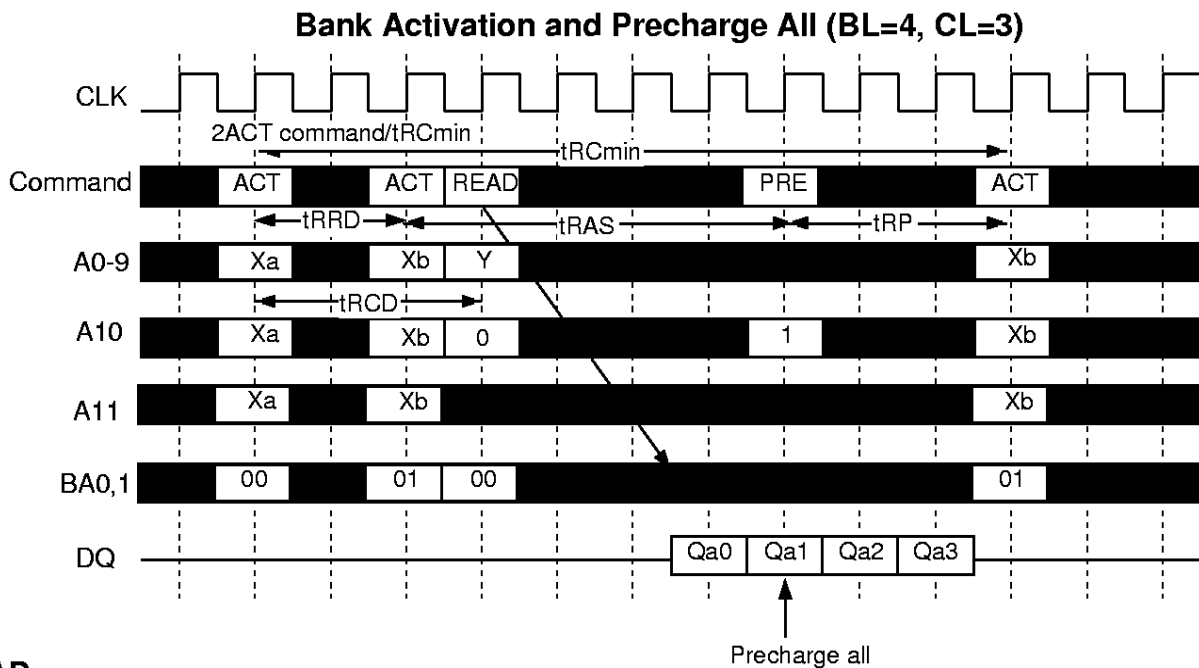 Bank Activation and Precharge All (BL=4, CL=3)
CLK
2ACT command/tRCmin
tRCmin
Command ACT ACT READ PRE ACT
tRRD tRAS tRP
A0-9 Xa Xb Y Xb
tRCD
A10 Xa Xb 0 1 Xb
A11 Xa Xb Xb
BA0,1 00 01 00 01
DQ Qa0 Qa1 Qa2 Qa3
Precharge all